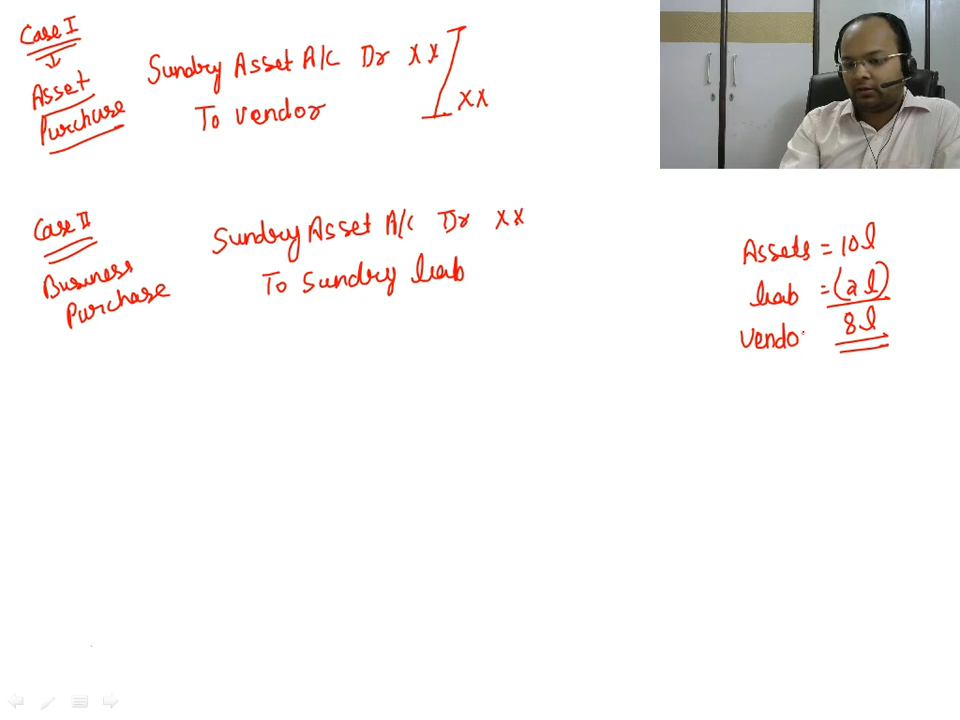 Case I
Asset
Purchase
Sundry Asset A/C Dr xx
To Vendor xx
Case II
Business
Purchase
Sundry Asset A/C Dr xx
To Sundry liab
Assets = 10 l
liab = (2 l)
Vendo 8 l